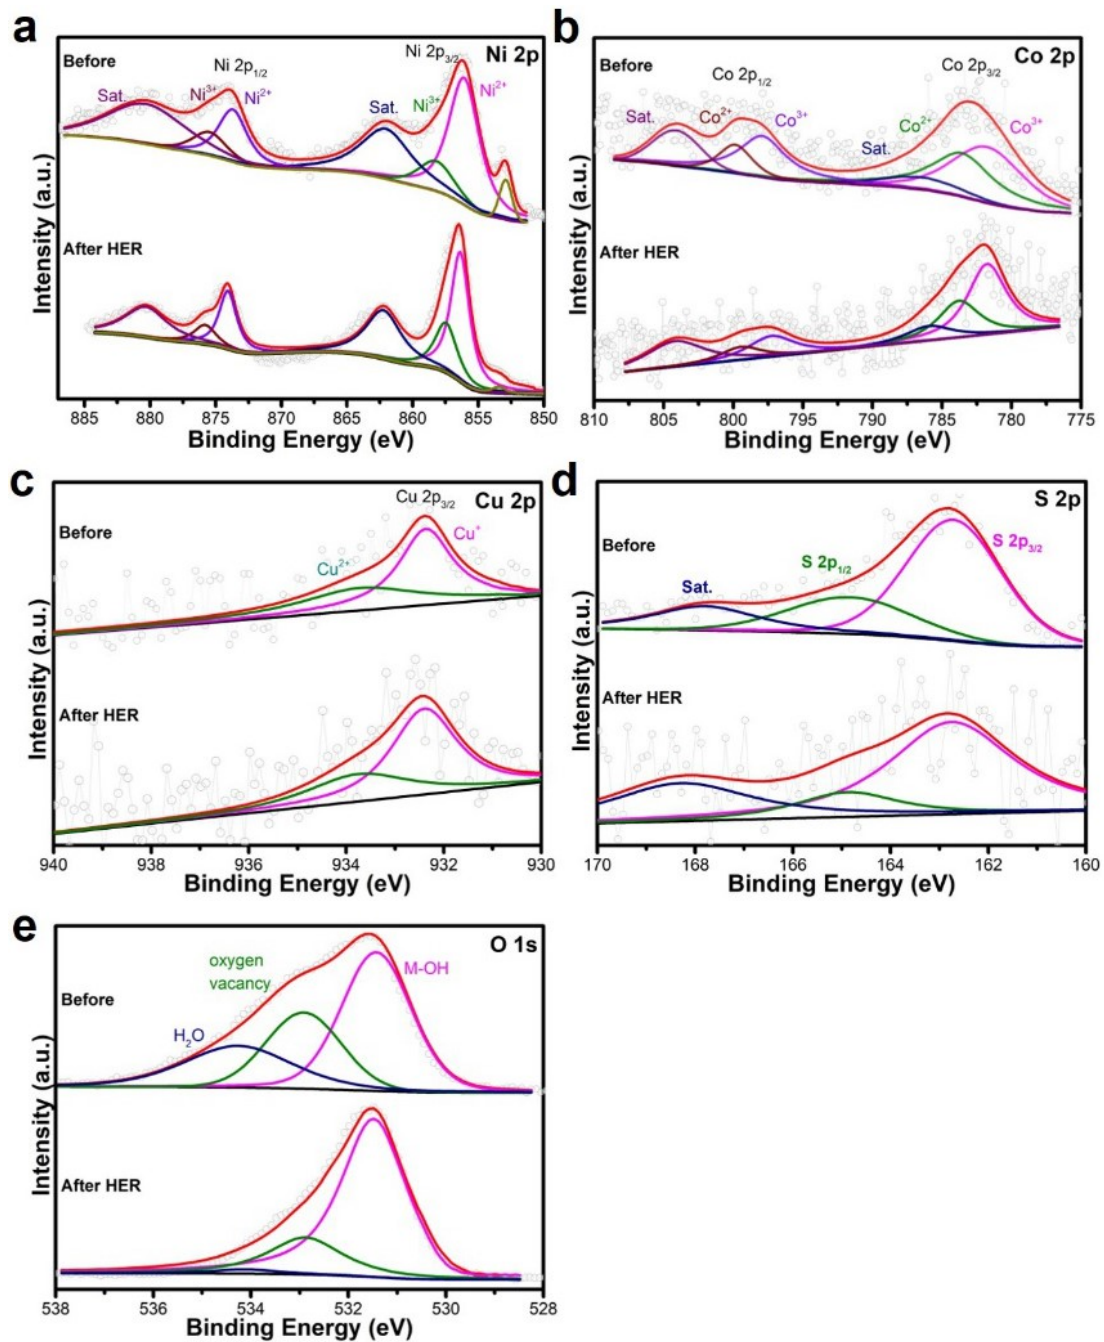 a
Ni 2p
Before
Ni 2p1/2
Ni 2p3/2
Sat.
Ni3+
Ni2+
Sat.
Ni3+
Ni2+
After HER
Intensity (a.u.)
885 880 875 870 865 860 855 850
Binding Energy (eV)
b
Co 2p
Before
Co 2p1/2
Co 2p3/2
Sat.
Co2+
Co3+
Sat.
Co2+
Co3+
After HER
Intensity (a.u.)
810 805 800 795 790 785 780 775
Binding Energy (eV)
c
Cu 2p
Before
Cu 2p3/2
Cu+
Cu2+
After HER
Intensity (a.u.)
940 938 936 934 932 930
Binding Energy (eV)
d
S 2p
Before
S 2p3/2
S 2p1/2
Sat.
After HER
Intensity (a.u.)
170 168 166 164 162 160
Binding Energy (eV)
e
O 1s
oxygen
vacancy
M-OH
Before
H2O
After HER
Intensity (a.u.)
538 536 534 532 530 528
Binding Energy (eV)